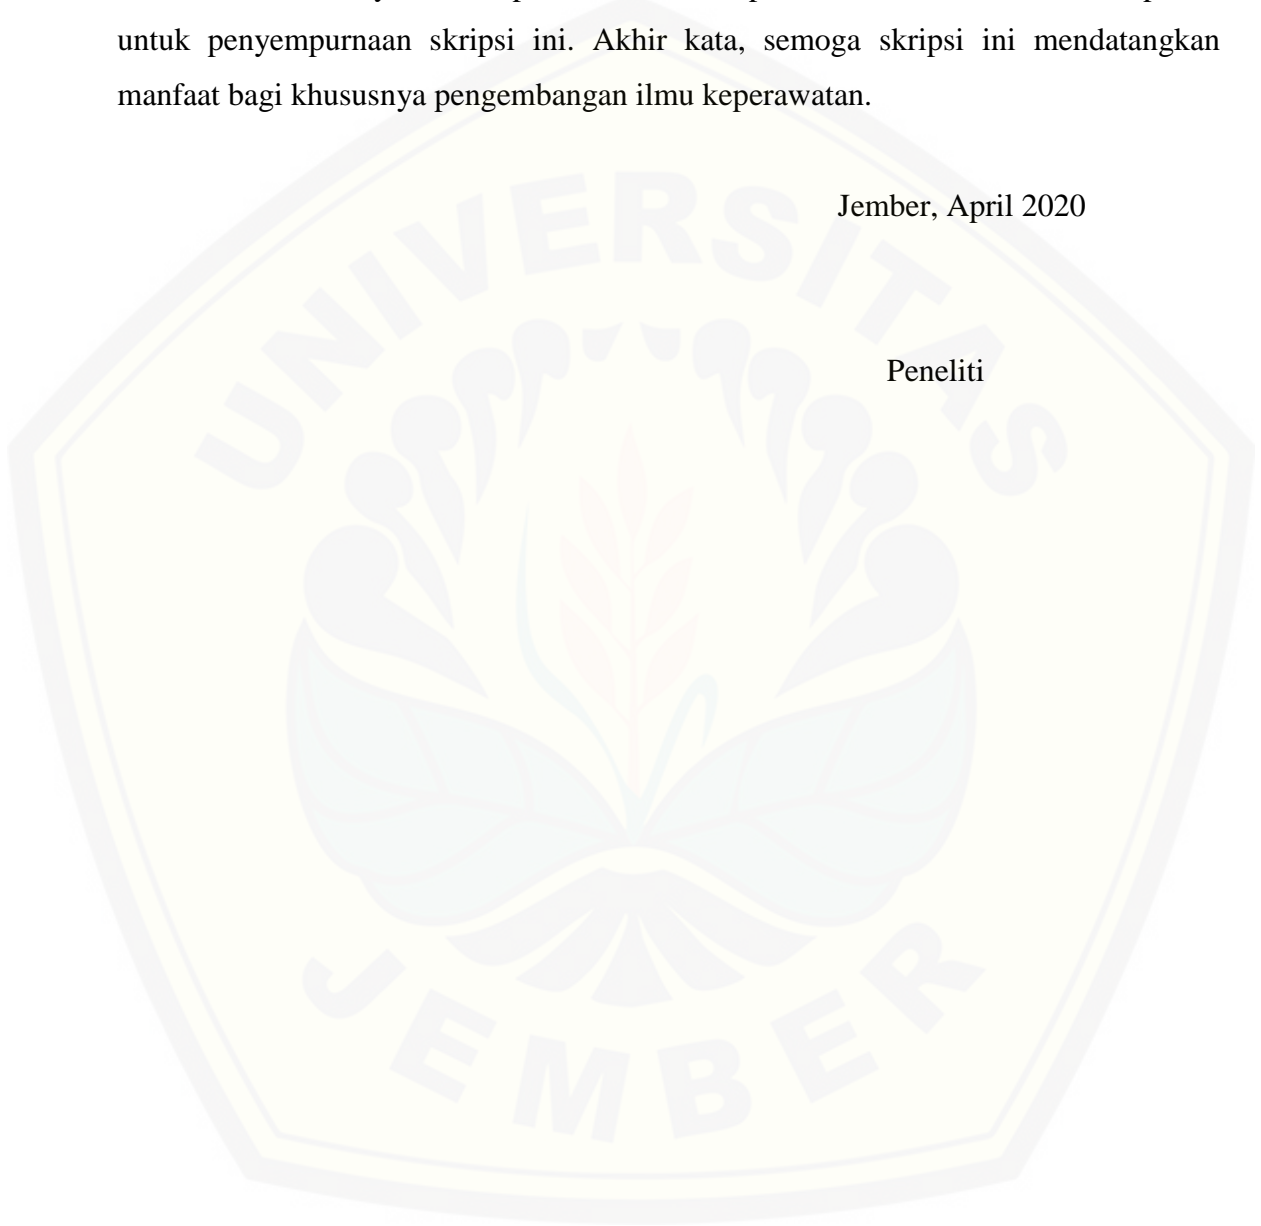 untuk penyempurnaan skripsi ini. Akhir kata, semoga skripsi ini mendatangkan
manfaat bagi khususnya pengembangan ilmu keperawatan.
Jember, April 2020
Peneliti
UNIVERSITAS
JEMBER